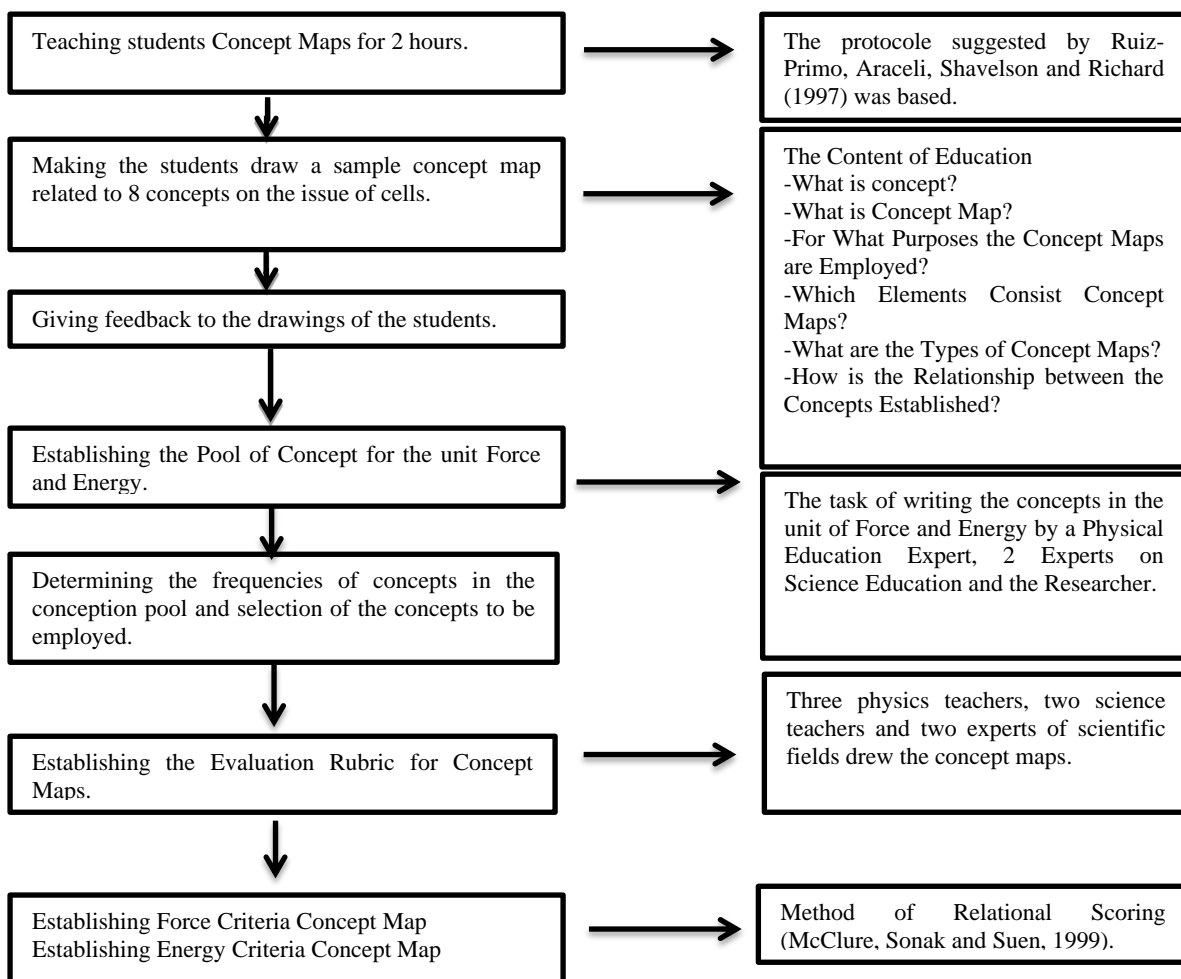 Teaching students Concept Maps for 2 hours.
The protocole suggested by Ruiz-
Primo, Araceli, Shavelson and Richard
(1997) was based.
Making the students draw a sample concept map
related to 8 concepts on the issue of cells.
The Content of Education
-What is concept?
-What is Concept Map?
-For What Purposes the Concept Maps
are Employed?
-Which Elements Consist Concept
Maps?
-What are the Types of Concept Maps?
-How is the Relationship between the
Concepts Established?
Giving feedback to the drawings of the students.
Establishing the Pool of Concept for the unit Force
and Energy.
The task of writing the concepts in the
unit of Force and Energy by a Physical
Education Expert, 2 Experts on
Science Education and the Researcher.
Determining the frequencies of concepts in the
conception pool and selection of the concepts to be
employed.
Establishing the Evaluation Rubric for Concept
Maps.
Three physics teachers, two science
teachers and two experts of scientific
fields drew the concept maps.
Establishing Force Criteria Concept Map
Establishing Energy Criteria Concept Map
Method of Relational Scoring
(McClure, Sonak and Suen, 1999).